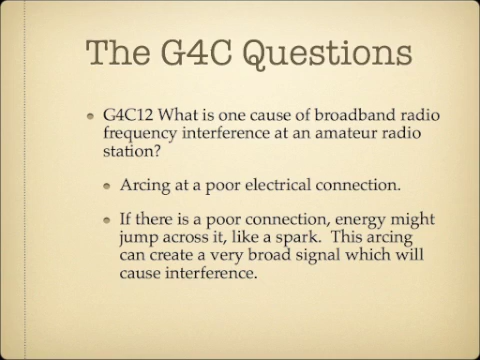 The G4C Questions
G4C12 What is one cause of broadband radio
frequency interference at an amateur radio
station?
Arcing at a poor electrical connection.
If there is a poor connection, energy might
jump across it, like a spark.  This arcing
can create a very broad signal which will
cause interference.